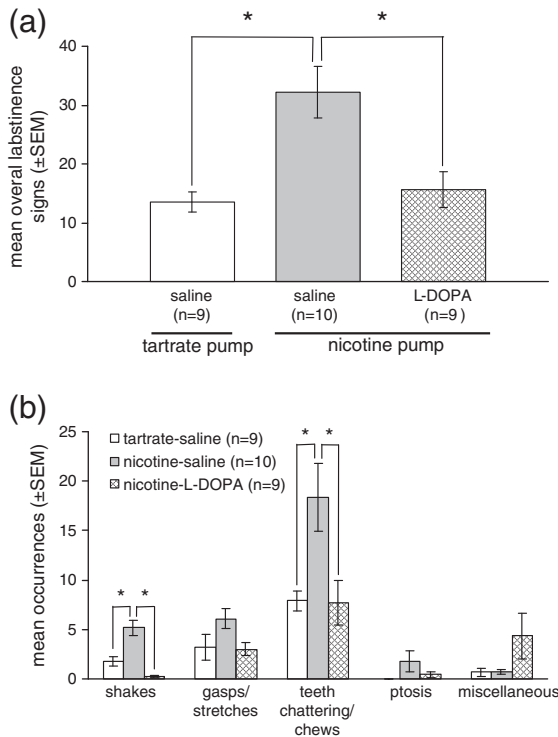 (a)
*
*
mean overal labstinence
signs (±SEM)
40
30
20
10
0
saline
(n=9)
saline
(n=10)
L-DOPA
(n=9 )
tartrate pump
nicotine pump
(b)
mean occurrences
(±SEM)
25
20
15
10
5
0
tartrate-saline (n=9)
nicotine-saline (n=10)
nicotine-L-DOPA (n=9)
* *
* *
shakes
gasps/
stretches
teeth
chattering/
chews
ptosis
miscellaneous